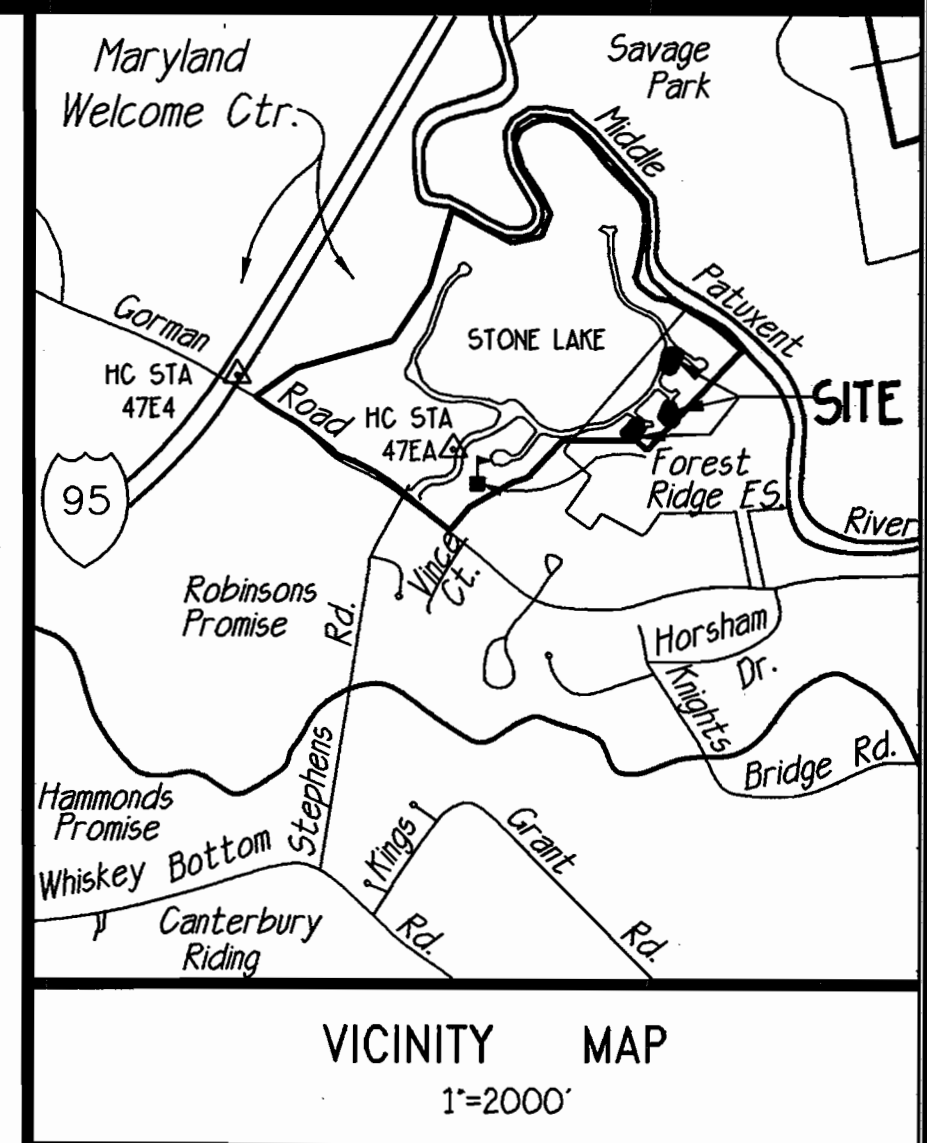 Maryland
Welcome Ctr.
Savage
Park
Middle
Patuxent
River
Gorman
Road
HC STA
47E4
STONE LAKE
HC STA
47EA
SITE
95
Forest
Ridge ES.
Vince
Ct.
Robinsons
Promise
Stephens
Rd.
Horsham
Dr.
Knights
Bridge Rd.
Hammonds
Promise
Whiskey Bottom
Rd.
Kings
Grant
Rd.
Canterbury
Riding
VICINITY MAP
1"=2000'